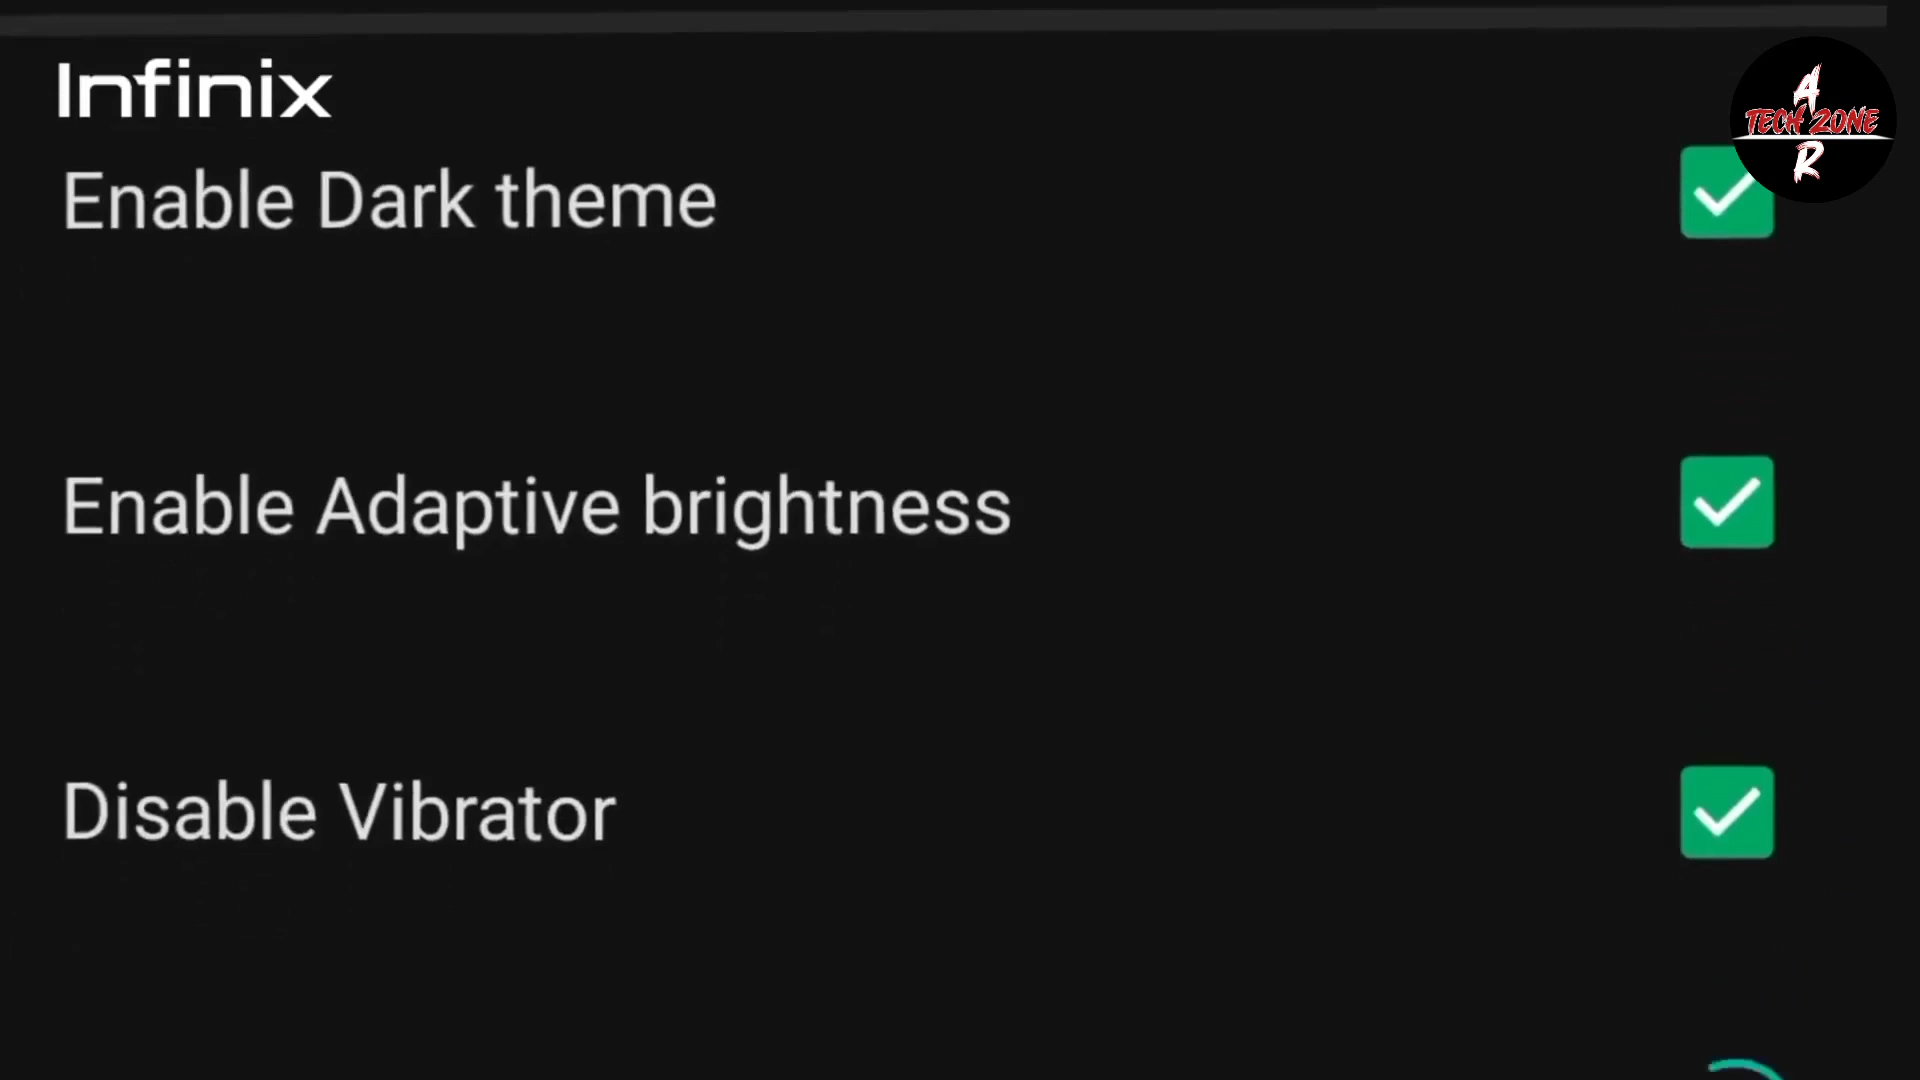 Infinix
A
TECH ZONE
R
Enable Dark theme
Enable Adaptive brightness
Disable Vibrator